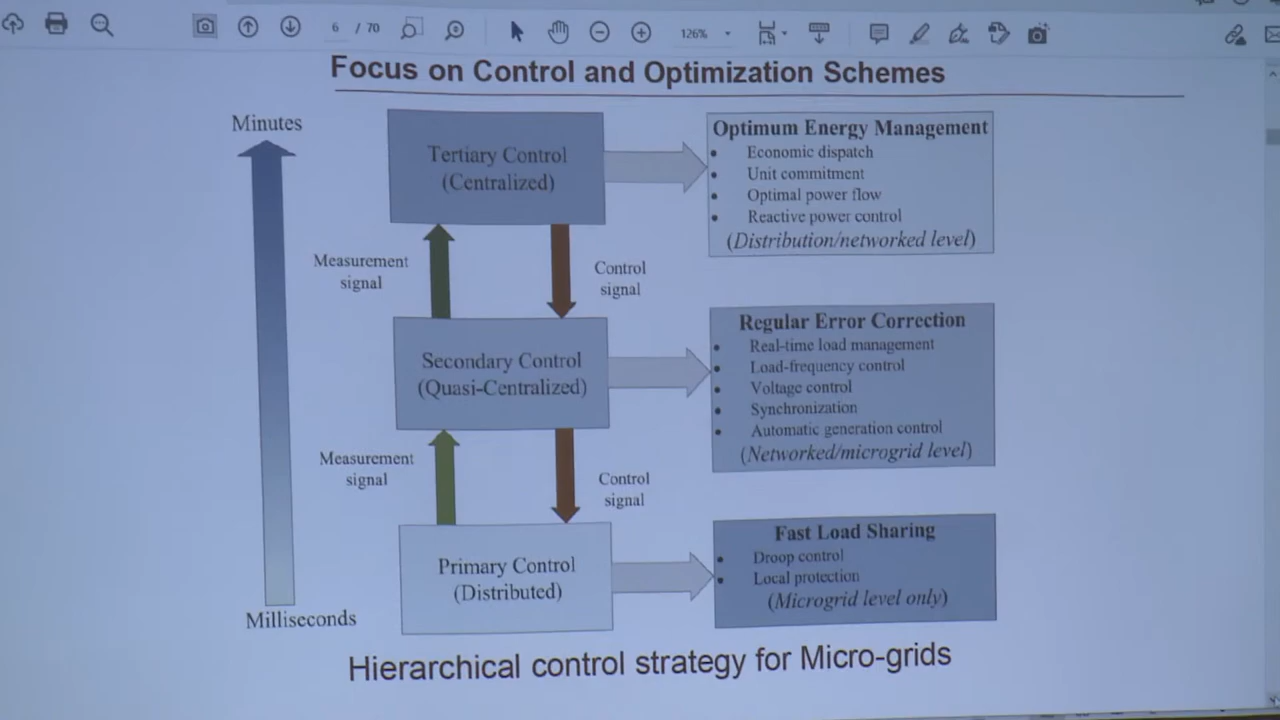 6 / 70
126%
Focus on Control and Optimization Schemes
Minutes
Tertiary Control
(Centralized)
Optimum Energy Management
• Economic dispatch
• Unit commitment
• Optimal power flow
• Reactive power control
(Distribution/networked level)
Measurement
signal
Control
signal
Secondary Control
(Quasi-Centralized)
Regular Error Correction
• Real-time load management
• Load-frequency control
• Voltage control
• Synchronization
• Automatic generation control
(Networked/microgrid level)
Measurement
signal
Control
signal
Primary Control
(Distributed)
Fast Load Sharing
• Droop control
• Local protection
(Microgrid level only)
Milliseconds
Hierarchical control strategy for Micro-grids